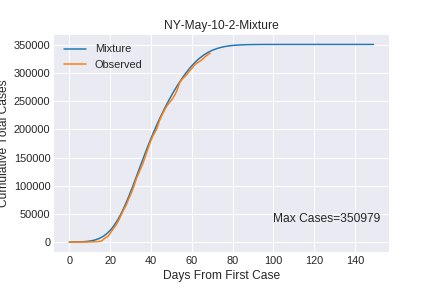 NY-May-10-2-Mixture
Mixture
Observed
350000
300000
250000
200000
150000
100000
50000
0
Cumulative Total Cases
Max Cases=350979
0 20 40 60 80 100 120 140
Days From First Case